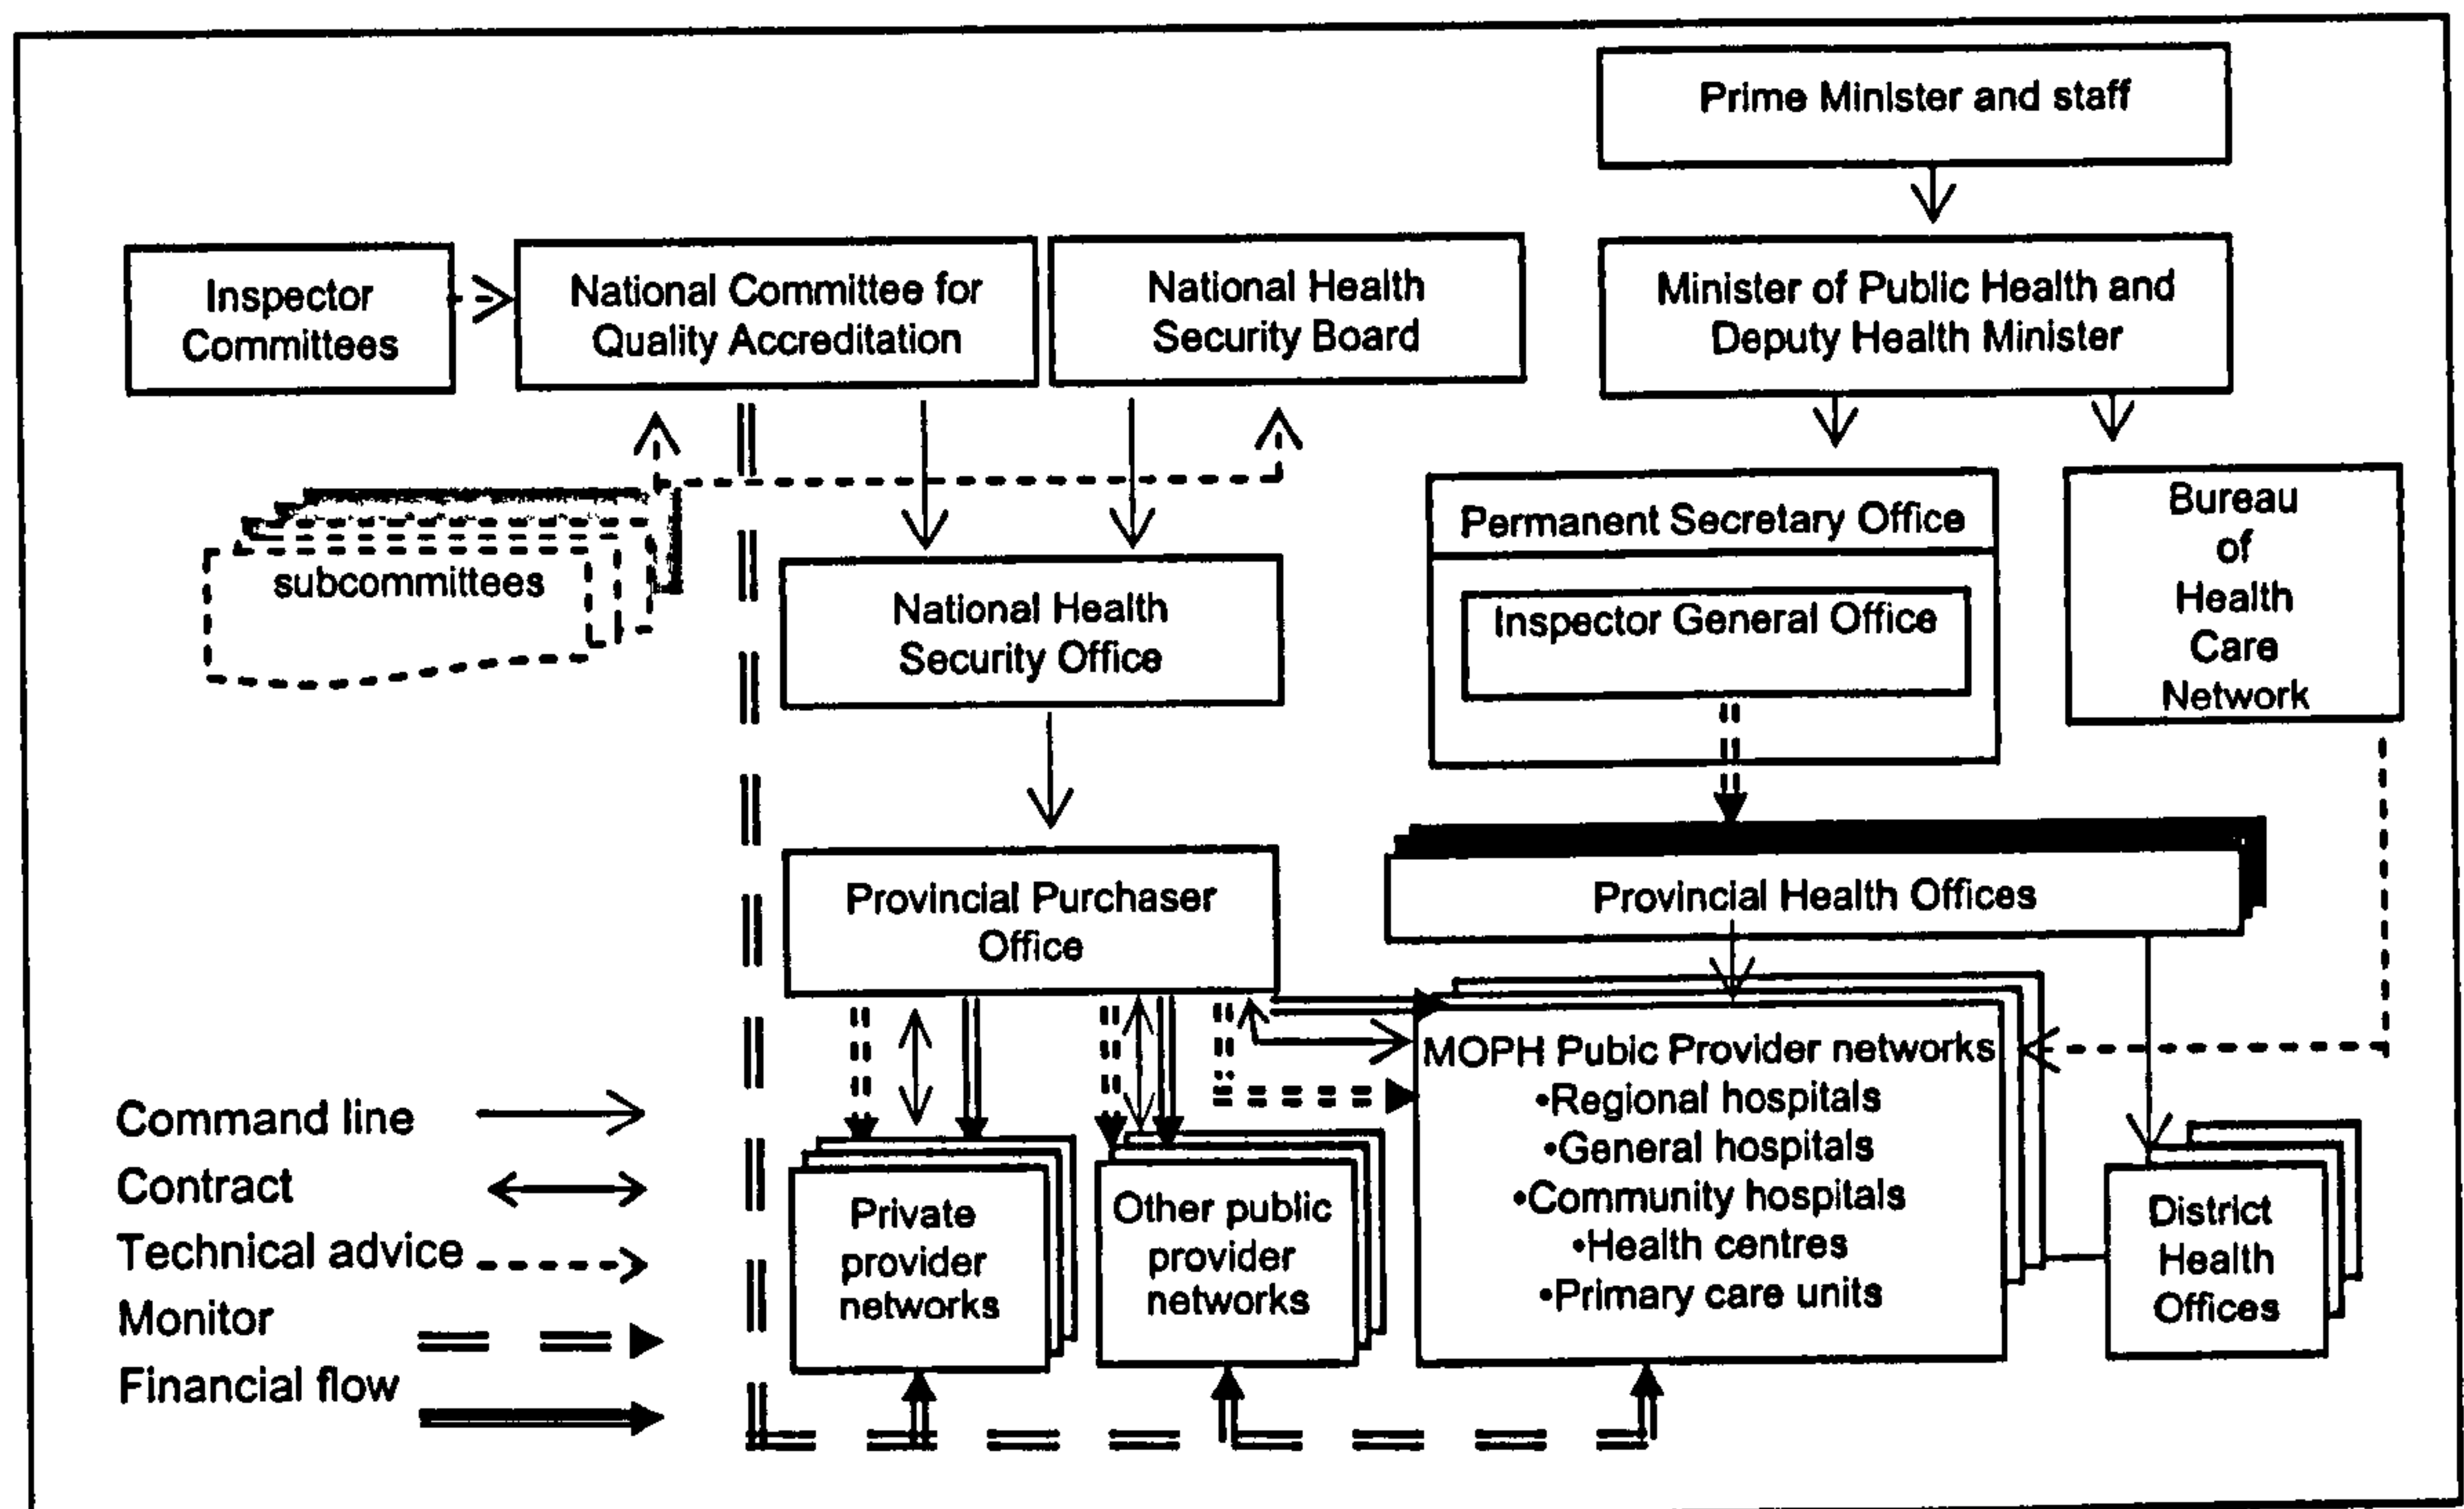 Prime Minister and staff
Inspector
Committees
National Committee for
Quality Accreditation
National Health
Security Board
Minister of Public Health and
Deputy Health Minister
subcommittees
National Health
Security Office
Permanent Secretary Office
Inspector General Office
Bureau
of
Health
Care
Network
Provincial Purchaser
Office
Provincial Health Offices
MOPH Pubic Provider networks
•Regional hospitals
•General hospitals
•Community hospitals
•Health centres
•Primary care units
Private
provider
networks
Other public
provider
networks
District
Health
Offices
Command line
Contract
Technical advice
Monitor
Financial flow